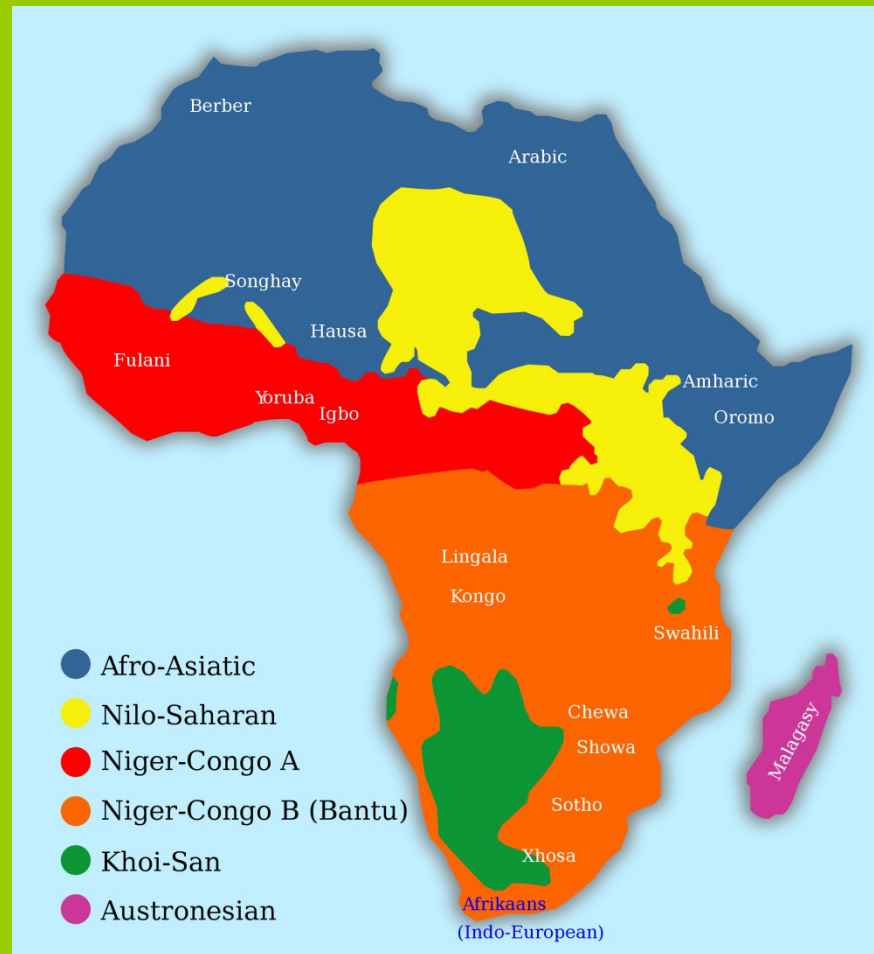 Berber
Arabic
Songhay
Hausa
Fulani
Amharic
Yoruba
Igbo
Oromo
Lingala
Kongo
Swahili
Chewa
Showa
Malagasy
Sotho
Xhosa
Afrikaans
(Indo-European)
Afro-Asiatic
Nilo-Saharan
Niger-Congo A
Niger-Congo B (Bantu)
Khoi-San
Austronesian